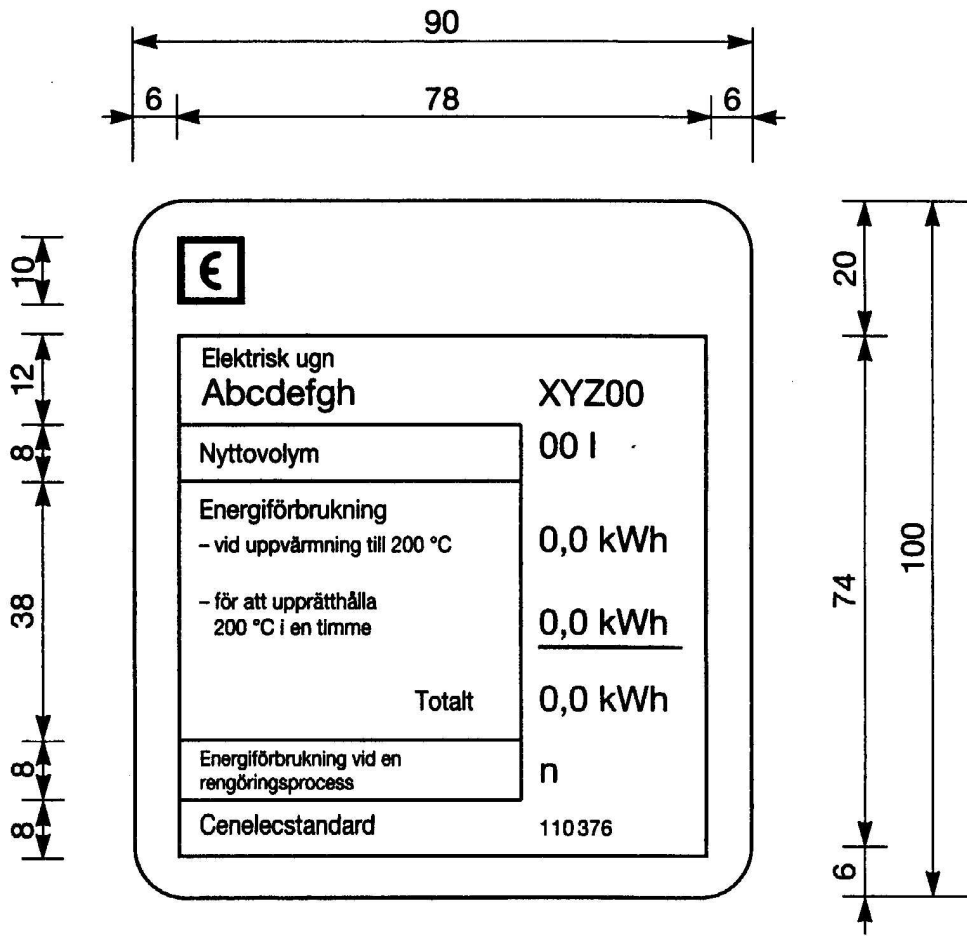 90
6 78 6
10
20
Є
12
Elektrisk ugn
Abcdefgh XYZ00
8
Nyttovolym 00 l
38
Energiförbrukning
– vid uppvärmning till 200 °C 0,0 kWh
– för att upprätthålla
200 °C i en timme 0,0 kWh
Totalt 0,0 kWh
74
100
8
Energiförbrukning vid en
rengöringsprocess n
8
Cenelecstandard 110 376
6